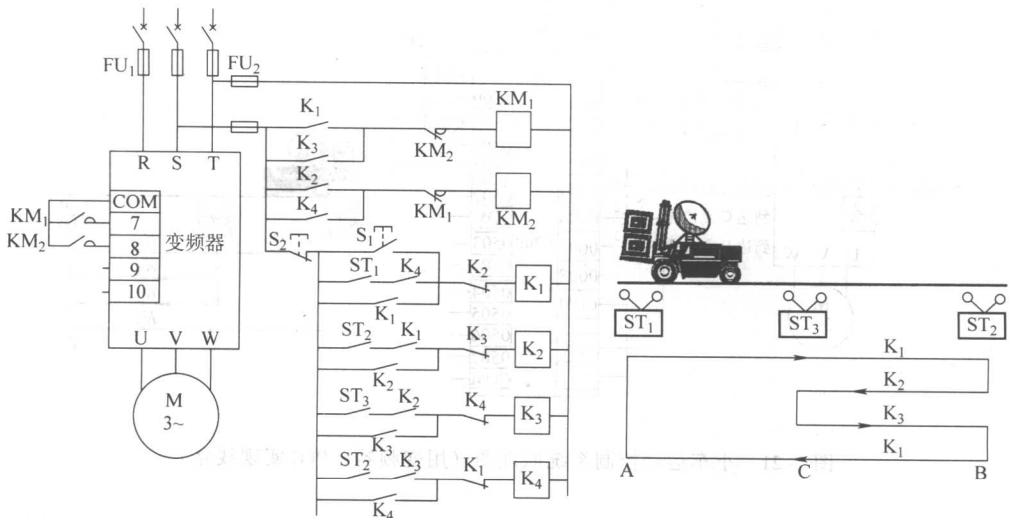 FU₁
FU₂
R S T
COM
7
8
9
10
变频器
KM₁
KM₂
U V W
M
3~
K₁
K₃
KM₂
KM₁
K₂
K₄
KM₁
KM₂
S₂
S₁
ST₁ K₄ K₂ K₁
K₁
ST₂ K₁ K₃ K₂
K₂
ST₃ K₂ K₄ K₃
K₃
ST₂ K₃ K₁ K₄
K₄
ST₁ ST₃ ST₂
K₁
K₂
K₃
K₁
A C B